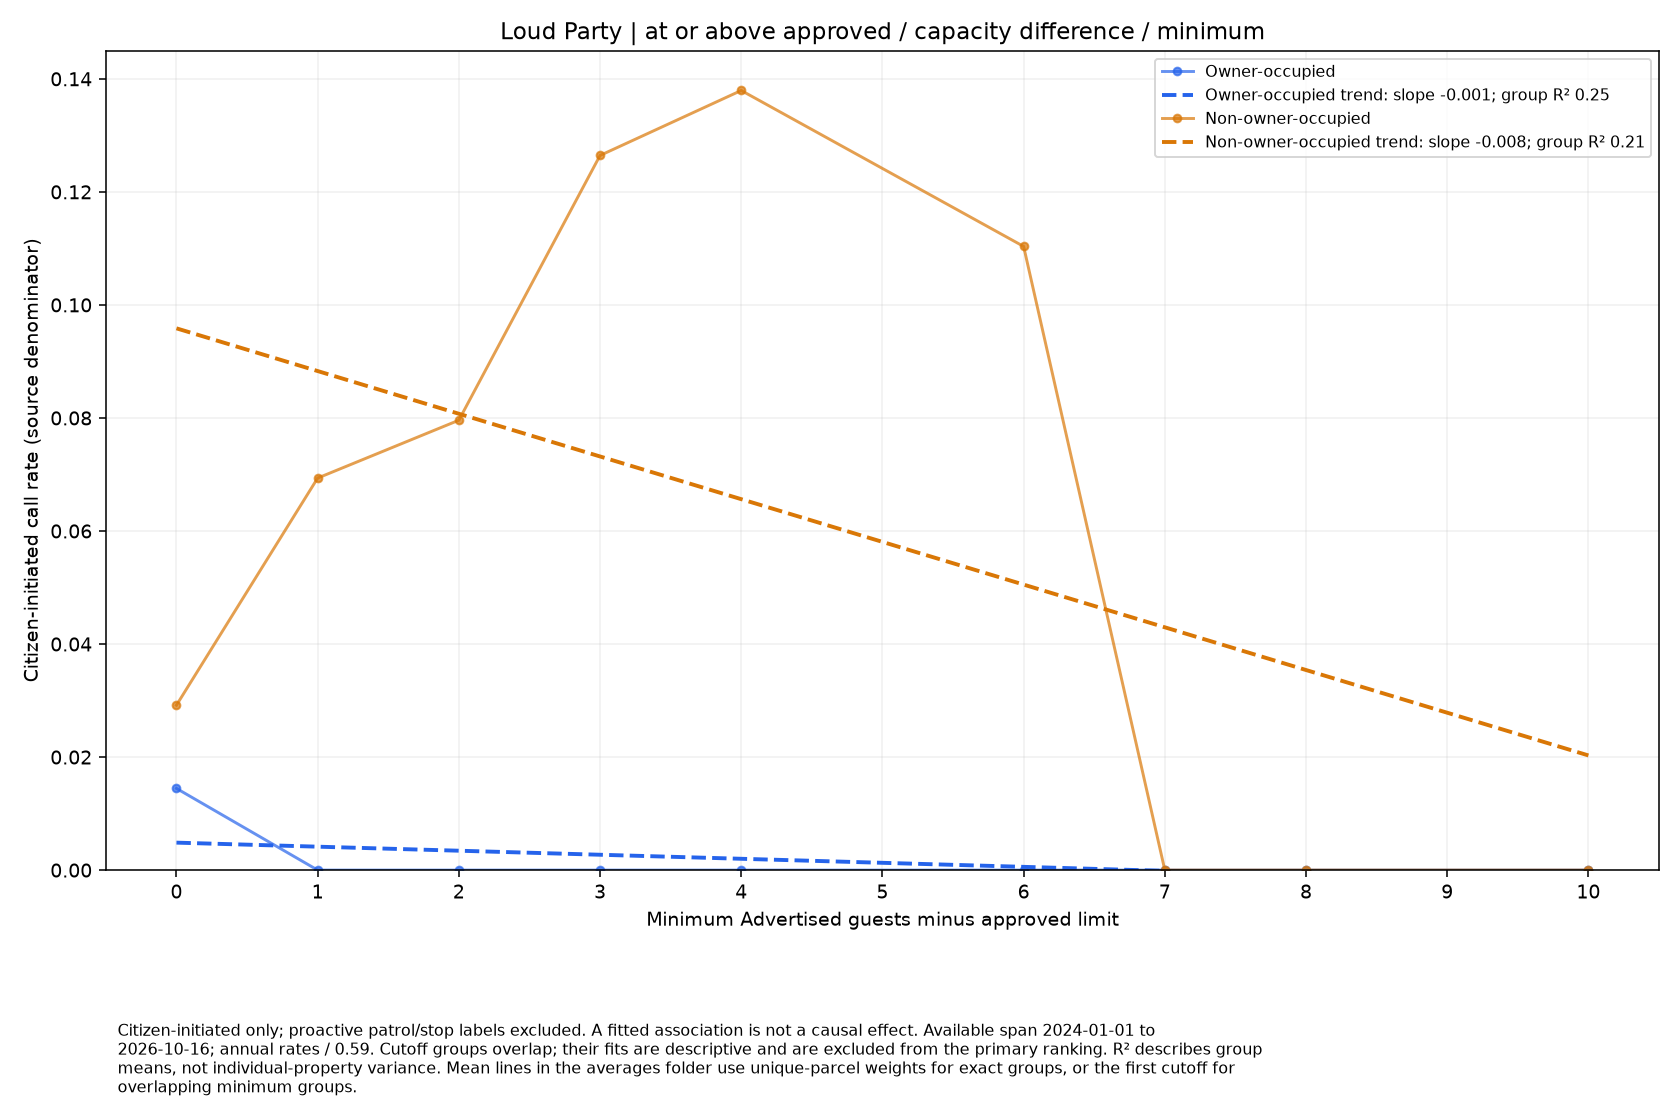 Loud Party | at or above approved / capacity difference / minimum
Owner-occupied
Owner-occupied trend: slope -0.001; group R² 0.25
Non-owner-occupied
Non-owner-occupied trend: slope -0.008; group R² 0.21
Citizen-initiated call rate (source denominator)
0.14
0.12
0.10
0.08
0.06
0.04
0.02
0.00
0 1 2 3 4 5 6 7 8 9 10
Minimum Advertised guests minus approved limit
Citizen-initiated only; proactive patrol/stop labels excluded. A fitted association is not a causal effect. Available span 2024-01-01 to
2026-10-16; annual rates / 0.59. Cutoff groups overlap; their fits are descriptive and are excluded from the primary ranking. R² describes group
means, not individual-property variance. Mean lines in the averages folder use unique-parcel weights for exact groups, or the first cutoff for
overlapping minimum groups.